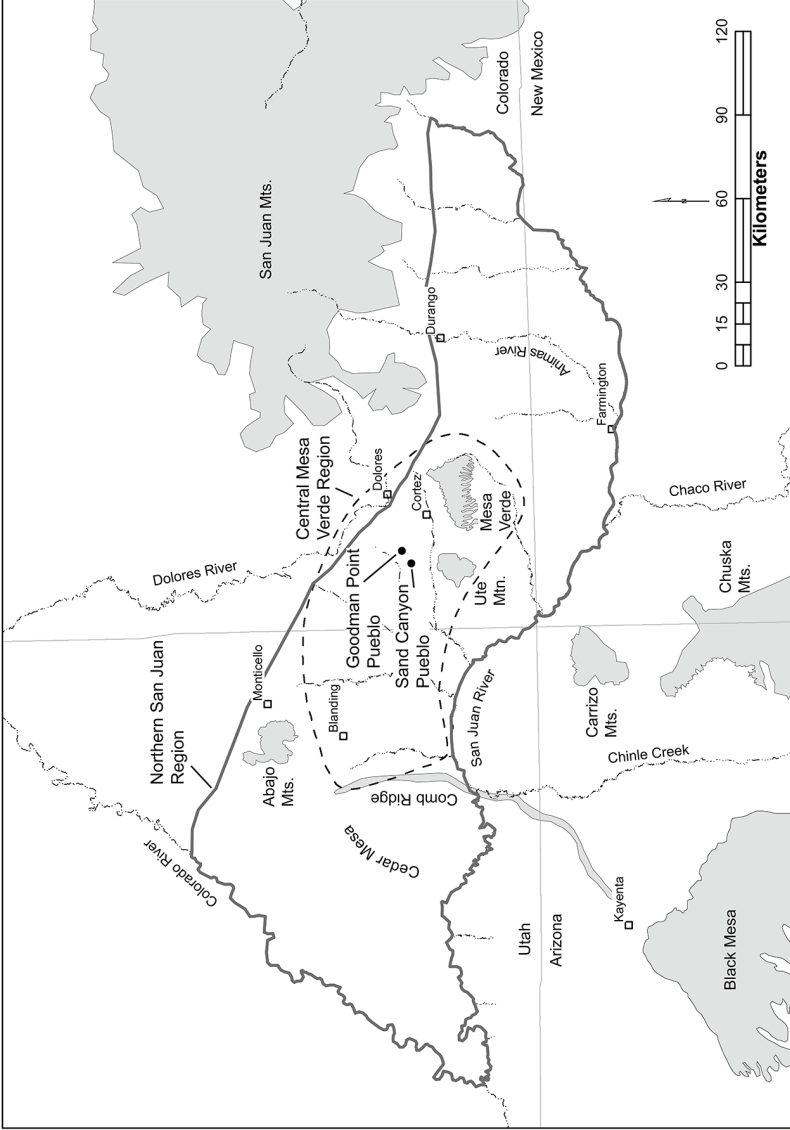 San Juan Mts.
Colorado
New Mexico
Dolores River
Central Mesa
Verde Region
Northern San Juan
Region
Colorado River
Monticello
Abajo
Mts.
Blanding
Goodman Point
Pueblo
Sand Canyon
Pueblo
Dolores
Cortez
Durango
Mesa
Verde
Ute
Mtn.
Animas River
Farmington
Comb Ridge
Cedar Mesa
San Juan River
Utah
Arizona
Chinle Creek
Carrizo
Mts.
Chuska
Mts.
Chaco River
Kayenta
Black Mesa
N
0 15 30 60 90 120
Kilometers